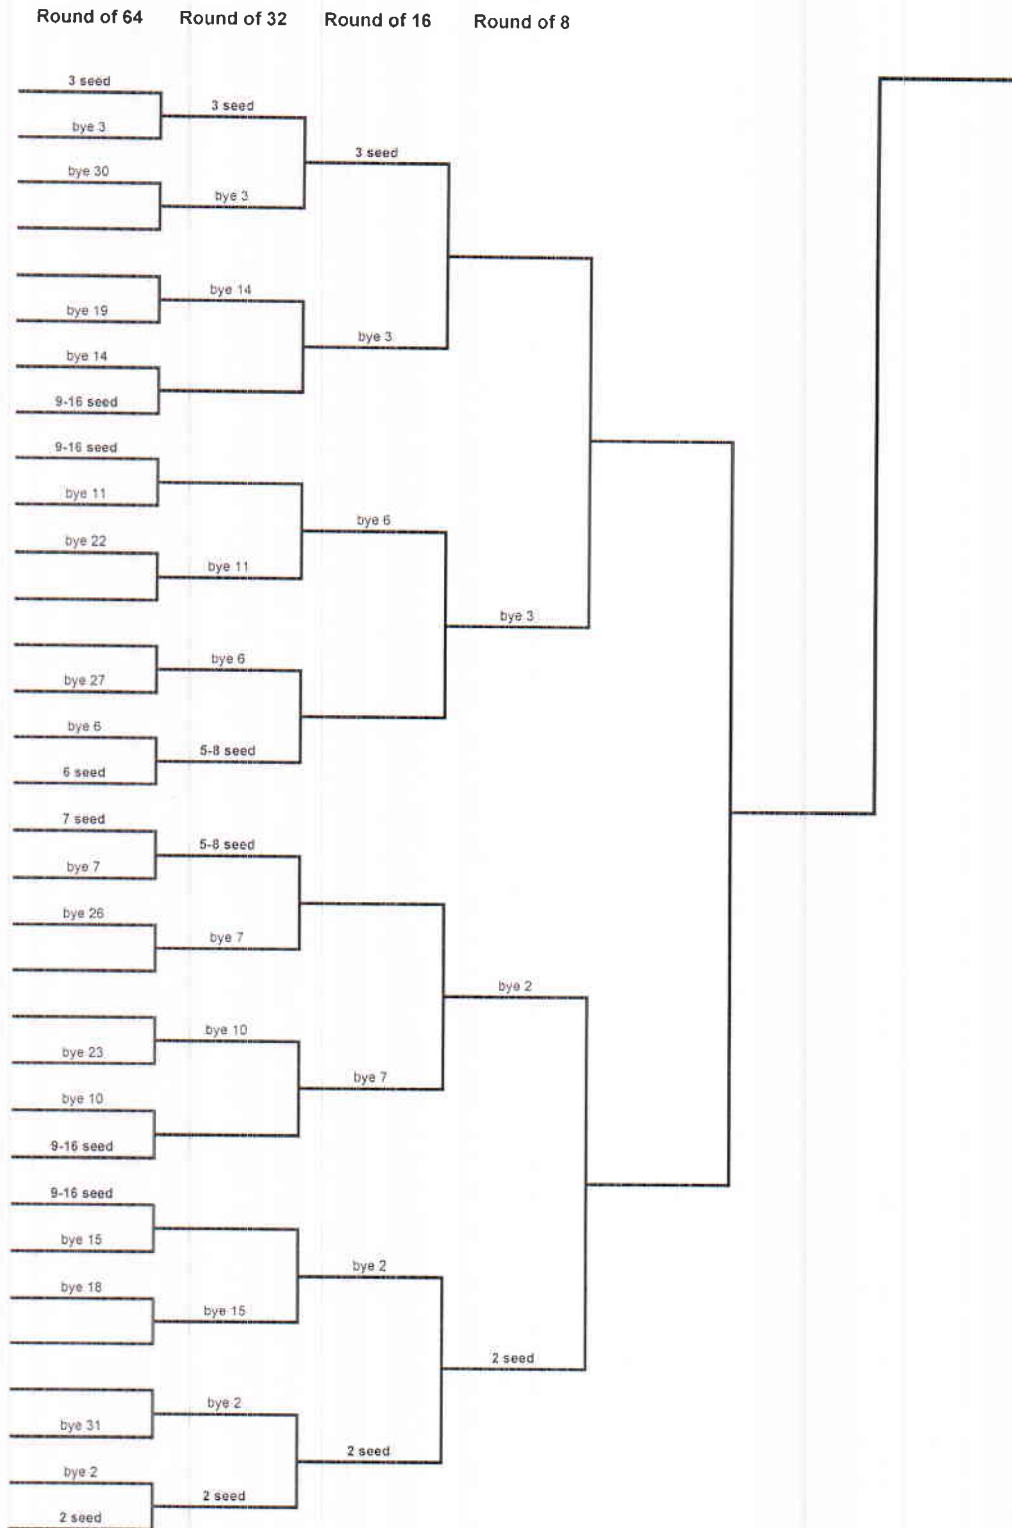 Round of 64 Round of 32 Round of 16 Round of 8
3 seed
3 seed
bye 3
3 seed
bye 30
bye 3
bye 14
bye 19
bye 3
bye 14
9-16 seed
9-16 seed
bye 11
bye 6
bye 22
bye 11
bye 3
bye 6
bye 27
bye 6
5-8 seed
6 seed
7 seed
5-8 seed
bye 7
bye 26
bye 7
bye 2
bye 10
bye 23
bye 7
bye 10
9-16 seed
9-16 seed
bye 15
bye 2
bye 18
bye 15
2 seed
bye 2
bye 31
2 seed
bye 2
2 seed
2 seed